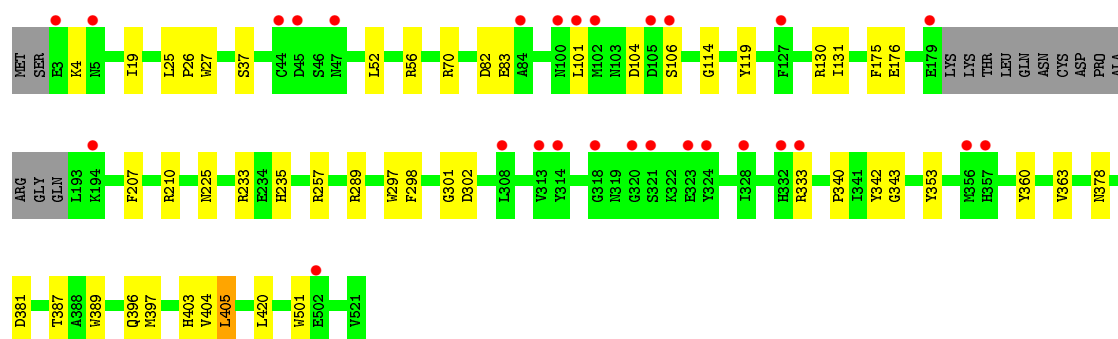 MET SER E3 K4 N5 I19 L25 P26 W27 S37 C44 D45 S46 N47 L52 R56 R70 D82 E83 A84 N100 L101 M102 N103 D104 D105 S106 G114 Y119 F127 R130 I131 F175 E176 E179 LYS LYS THR LEU GLN ASN CYS ASP PRO ALA
ARG GLY GLN L193 K194 F207 R210 N225 R233 E234 H235 R257 R289 W297 F298 G301 D302 L308 V313 Y314 G318 N319 G320 S321 K322 E323 Y324 I328 H332 R333 P340 I341 Y342 G343 Y353 M356 H357 Y360 V363 N378
D381 T387 A388 W389 Q396 M397 H403 V404 L405 L420 W501 E502 V521